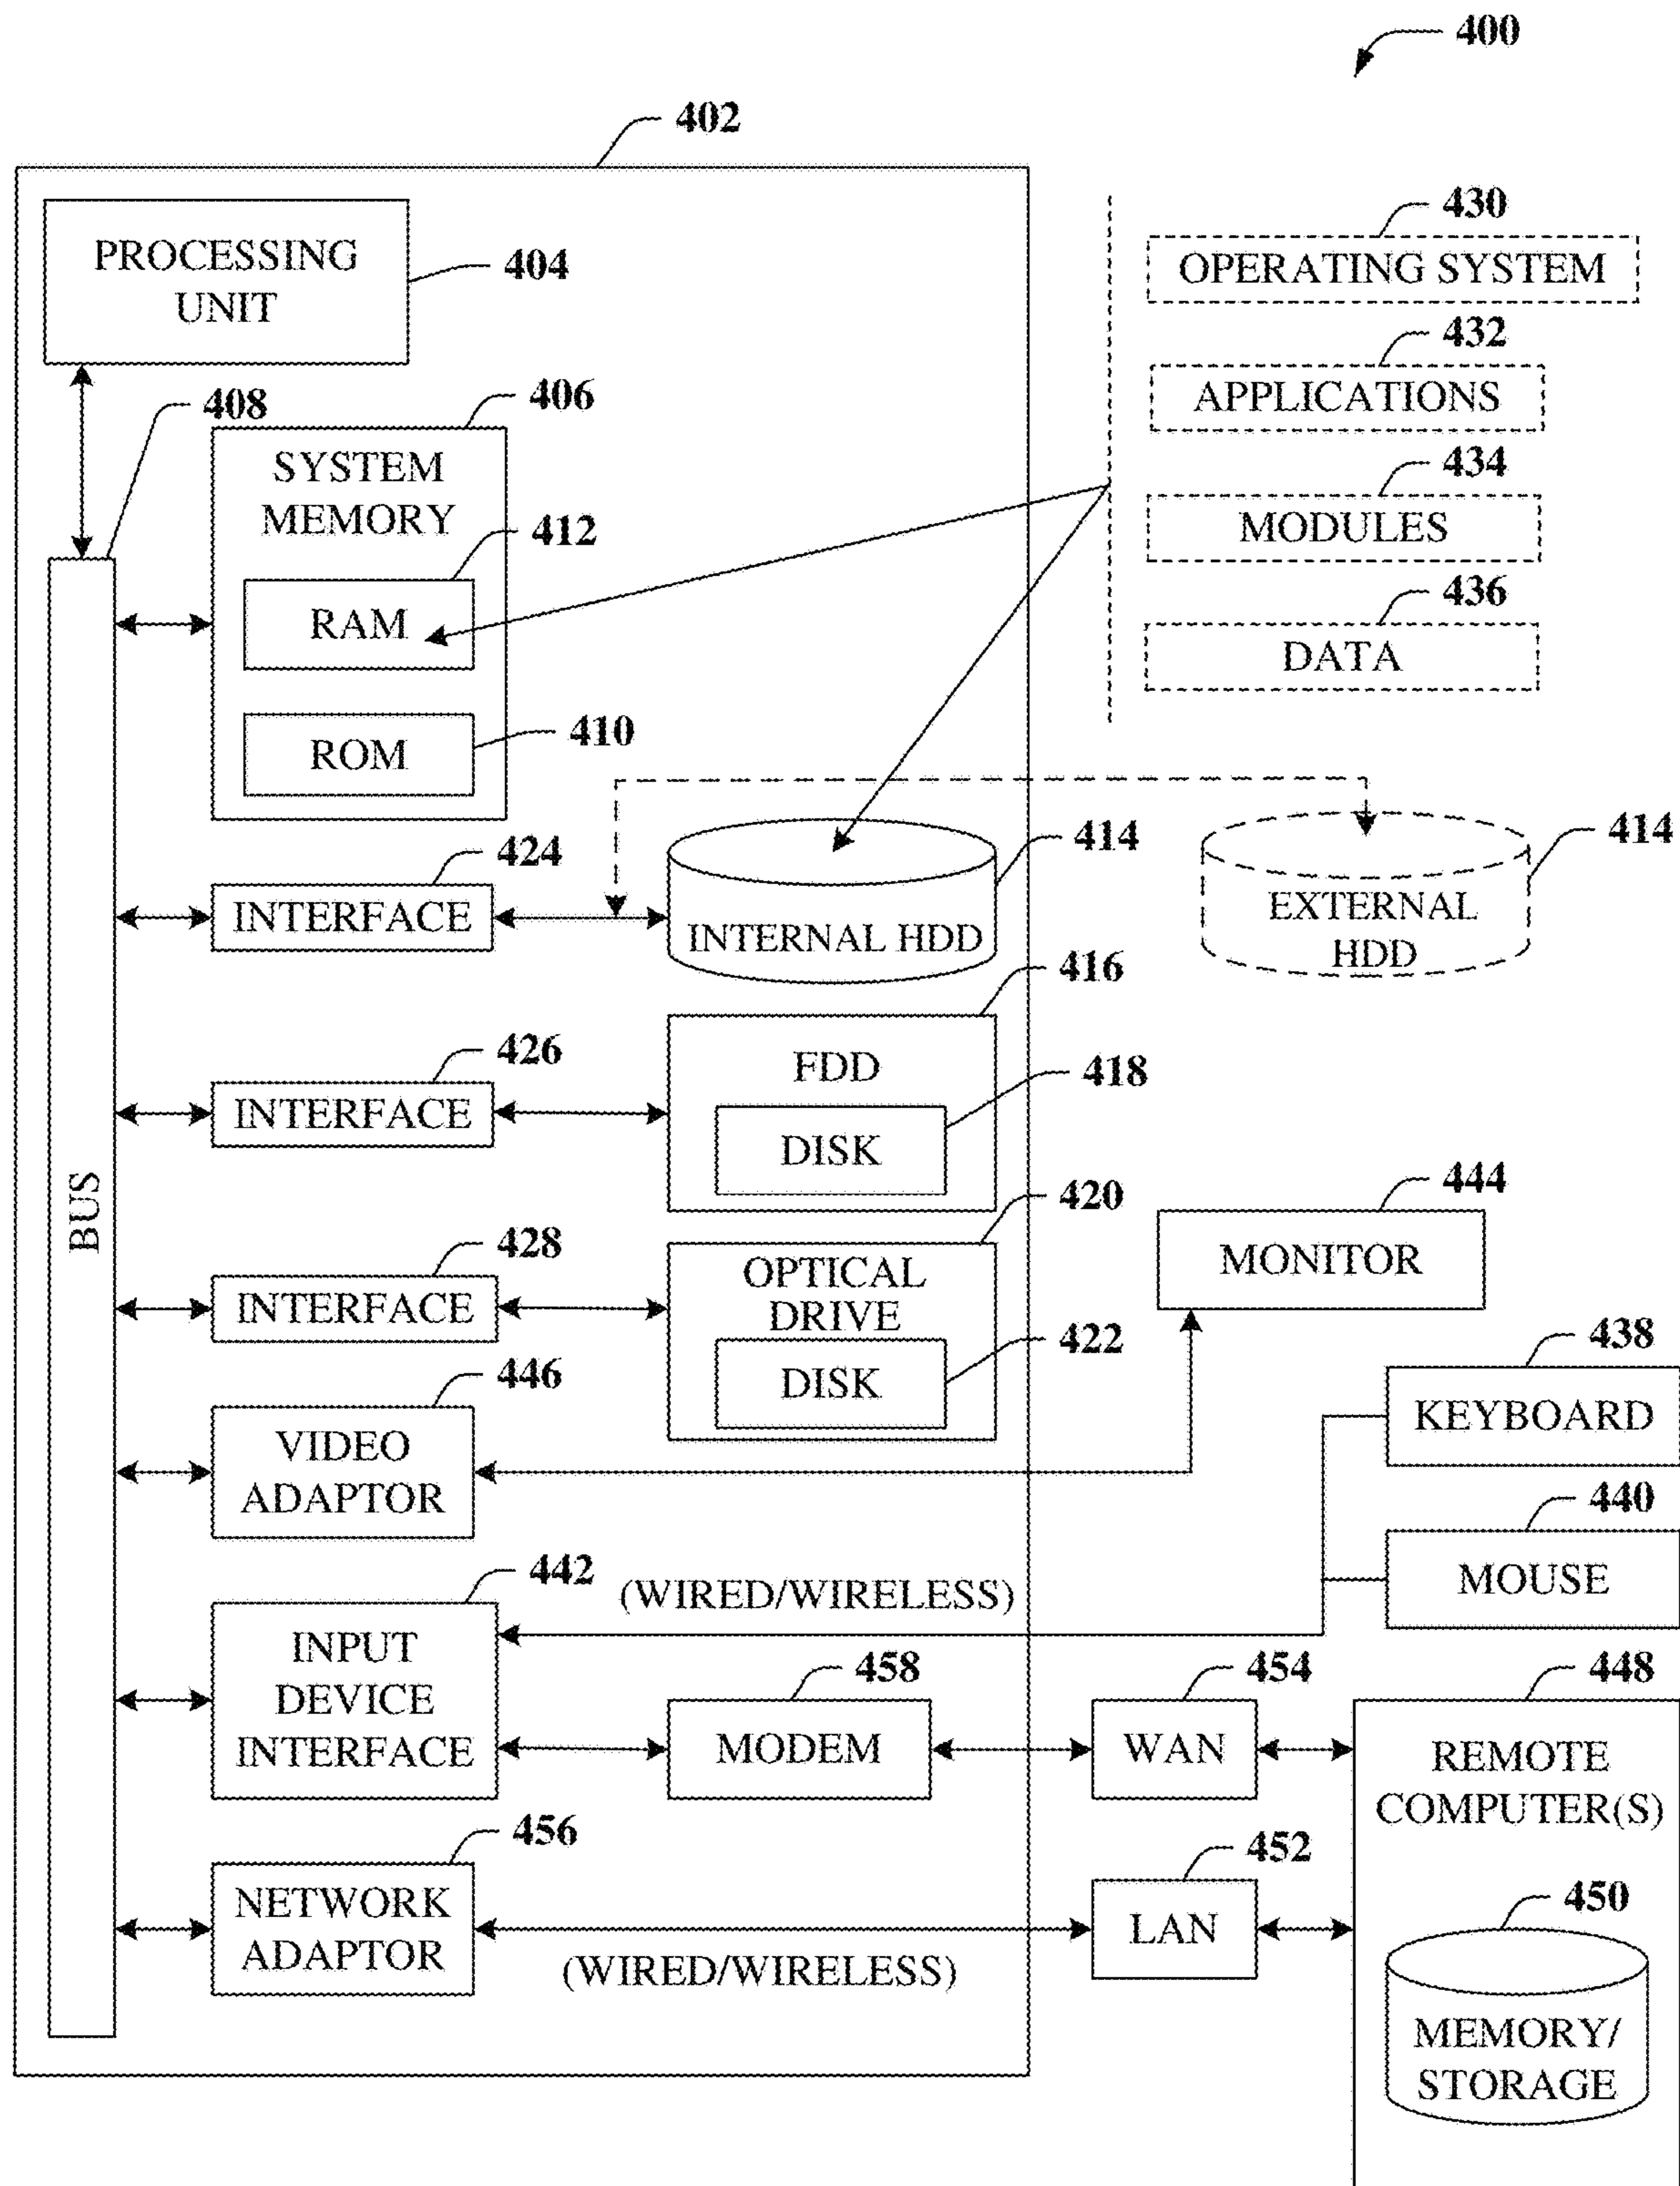 400
402
PROCESSING
UNIT
404
430
OPERATING SYSTEM
432
APPLICATIONS
434
MODULES
436
DATA
408
406
SYSTEM
MEMORY
412
RAM
410
ROM
BUS
424
INTERFACE
414
INTERNAL HDD
414
EXTERNAL
HDD
426
INTERFACE
416
FDD
418
DISK
428
INTERFACE
420
OPTICAL
DRIVE
422
DISK
444
MONITOR
446
VIDEO
ADAPTOR
438
KEYBOARD
440
MOUSE
442
(WIRED/WIRELESS)
INPUT
DEVICE
INTERFACE
458
MODEM
454
WAN
448
REMOTE
COMPUTER(S)
456
NETWORK
ADAPTOR
(WIRED/WIRELESS)
452
LAN
450
MEMORY/
STORAGE